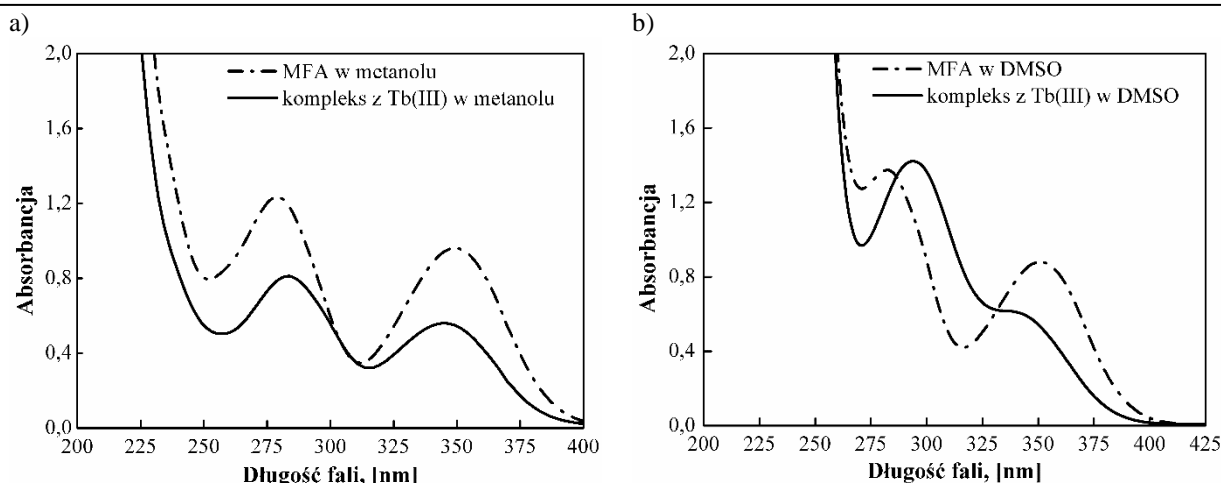 a)
MFA w metanolu
kompleks z Tb(III) w metanolu
2,0
1,6
1,2
0,8
0,4
0,0
Absorbancja
200 225 250 275 300 325 350 375 400
Długość fali, [nm]
b)
MFA w DMSO
kompleks z Tb(III) w DMSO
2,0
1,6
1,2
0,8
0,4
0,0
Absorbancja
200 225 250 275 300 325 350 375 400 425
Długość fali, [nm]